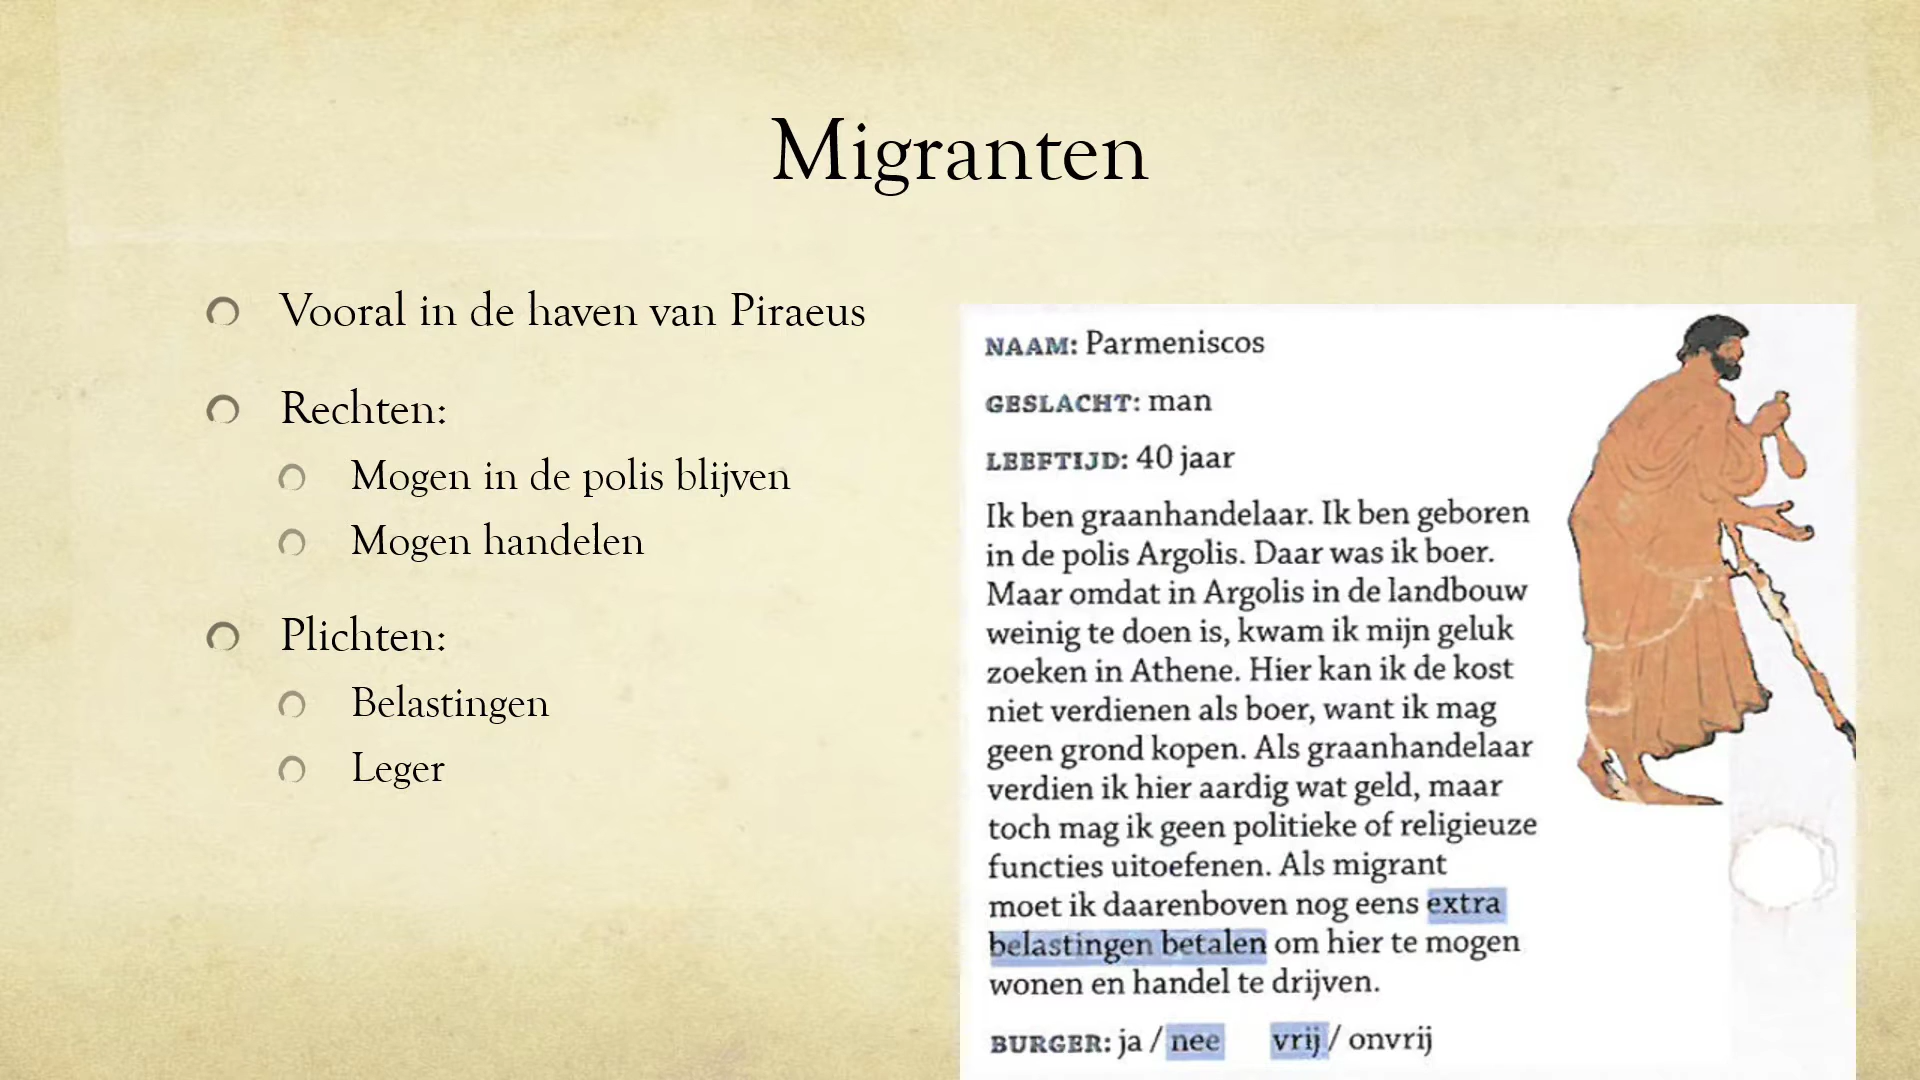 Migranten
Vooral in de haven van Piraeus
Rechten:
Mogen in de polis blijven
Mogen handelen
Plichten:
Belastingen
Leger
NAAM: Parmeniscos
GESLACHT: man
LEEFTIJD: 40 jaar
Ik ben graanhandelaar. Ik ben geboren
in de polis Argolis. Daar was ik boer.
Maar omdat in Argolis in de landbouw
weinig te doen is, kwam ik mijn geluk
zoeken in Athene. Hier kan ik de kost
niet verdienen als boer, want ik mag
geen grond kopen. Als graanhandelaar
verdien ik hier aardig wat geld, maar
toch mag ik geen politieke of religieuze
functies uitoefenen. Als migrant
moet ik daarenboven nog eens extra
belastingen betalen om hier te mogen
wonen en handel te drijven.
BURGER: ja / nee vrij / onvrij